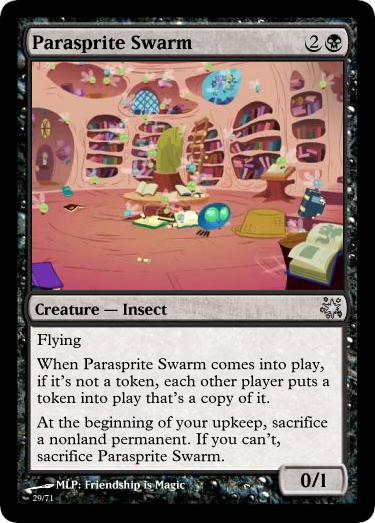 Parasprite Swarm 2
Creature — Insect
Flying
When Parasprite Swarm comes into play,
if it's not a token, each other player puts a
token into play that's a copy of it.
At the beginning of your upkeep, sacrifice
a nonland permanent. If you can't,
sacrifice Parasprite Swarm.
MLP: Friendship is Magic
0/1
29/71